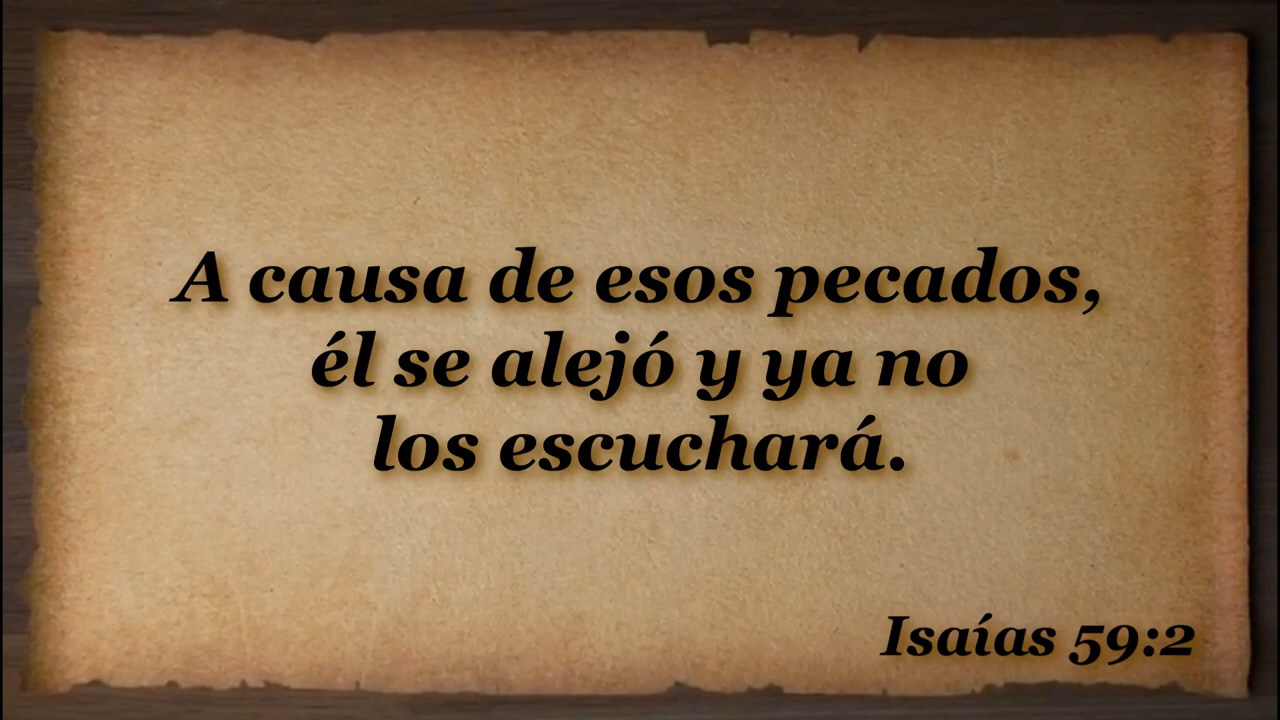 A causa de esos pecados,
él se alejó y ya no
los escuchará.
Isaías 59:2